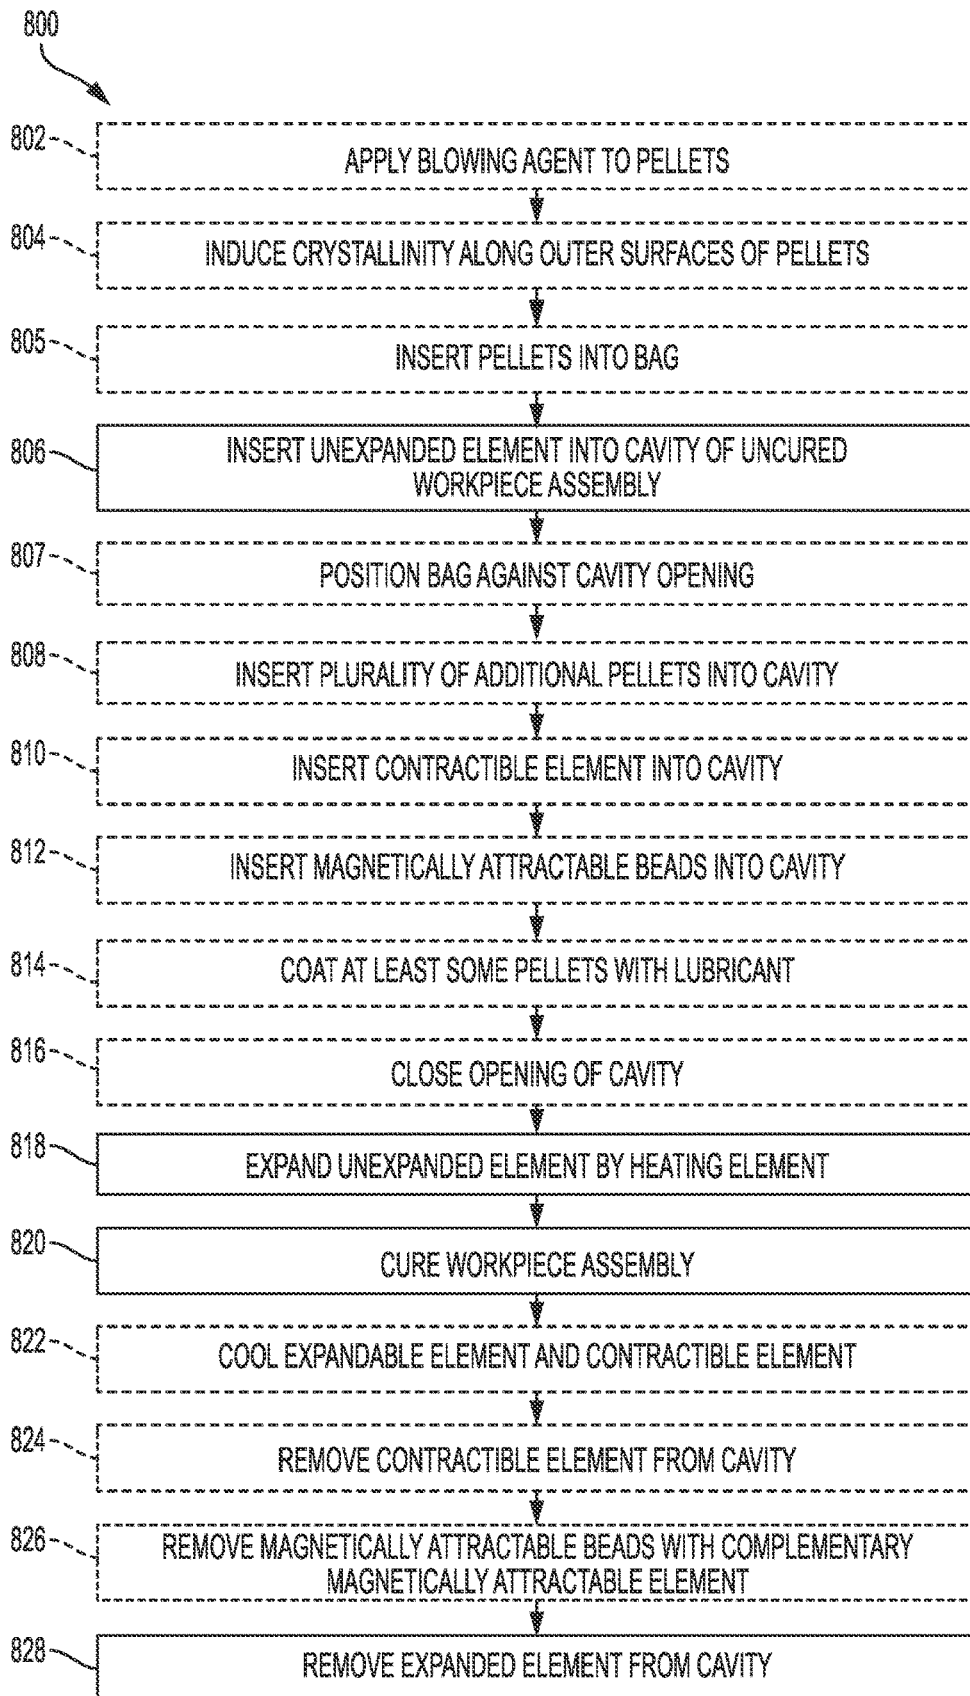 800
802
APPLY BLOWING AGENT TO PELLETS
804
INDUCE CRYSTALLINITY ALONG OUTER SURFACES OF PELLETS
805
INSERT PELLETS INTO BAG
806
INSERT UNEXPANDED ELEMENT INTO CAVITY OF UNCURED
WORKPIECE ASSEMBLY
807
POSITION BAG AGAINST CAVITY OPENING
808
INSERT PLURALITY OF ADDITIONAL PELLETS INTO CAVITY
810
INSERT CONTRACTIBLE ELEMENT INTO CAVITY
812
INSERT MAGNETICALLY ATTRACTABLE BEADS INTO CAVITY
814
COAT AT LEAST SOME PELLETS WITH LUBRICANT
816
CLOSE OPENING OF CAVITY
818
EXPAND UNEXPANDED ELEMENT BY HEATING ELEMENT
820
CURE WORKPIECE ASSEMBLY
822
COOL EXPANDABLE ELEMENT AND CONTRACTIBLE ELEMENT
824
REMOVE CONTRACTIBLE ELEMENT FROM CAVITY
826
REMOVE MAGNETICALLY ATTRACTABLE BEADS WITH COMPLEMENTARY
MAGNETICALLY ATTRACTABLE ELEMENT
828
REMOVE EXPANDED ELEMENT FROM CAVITY